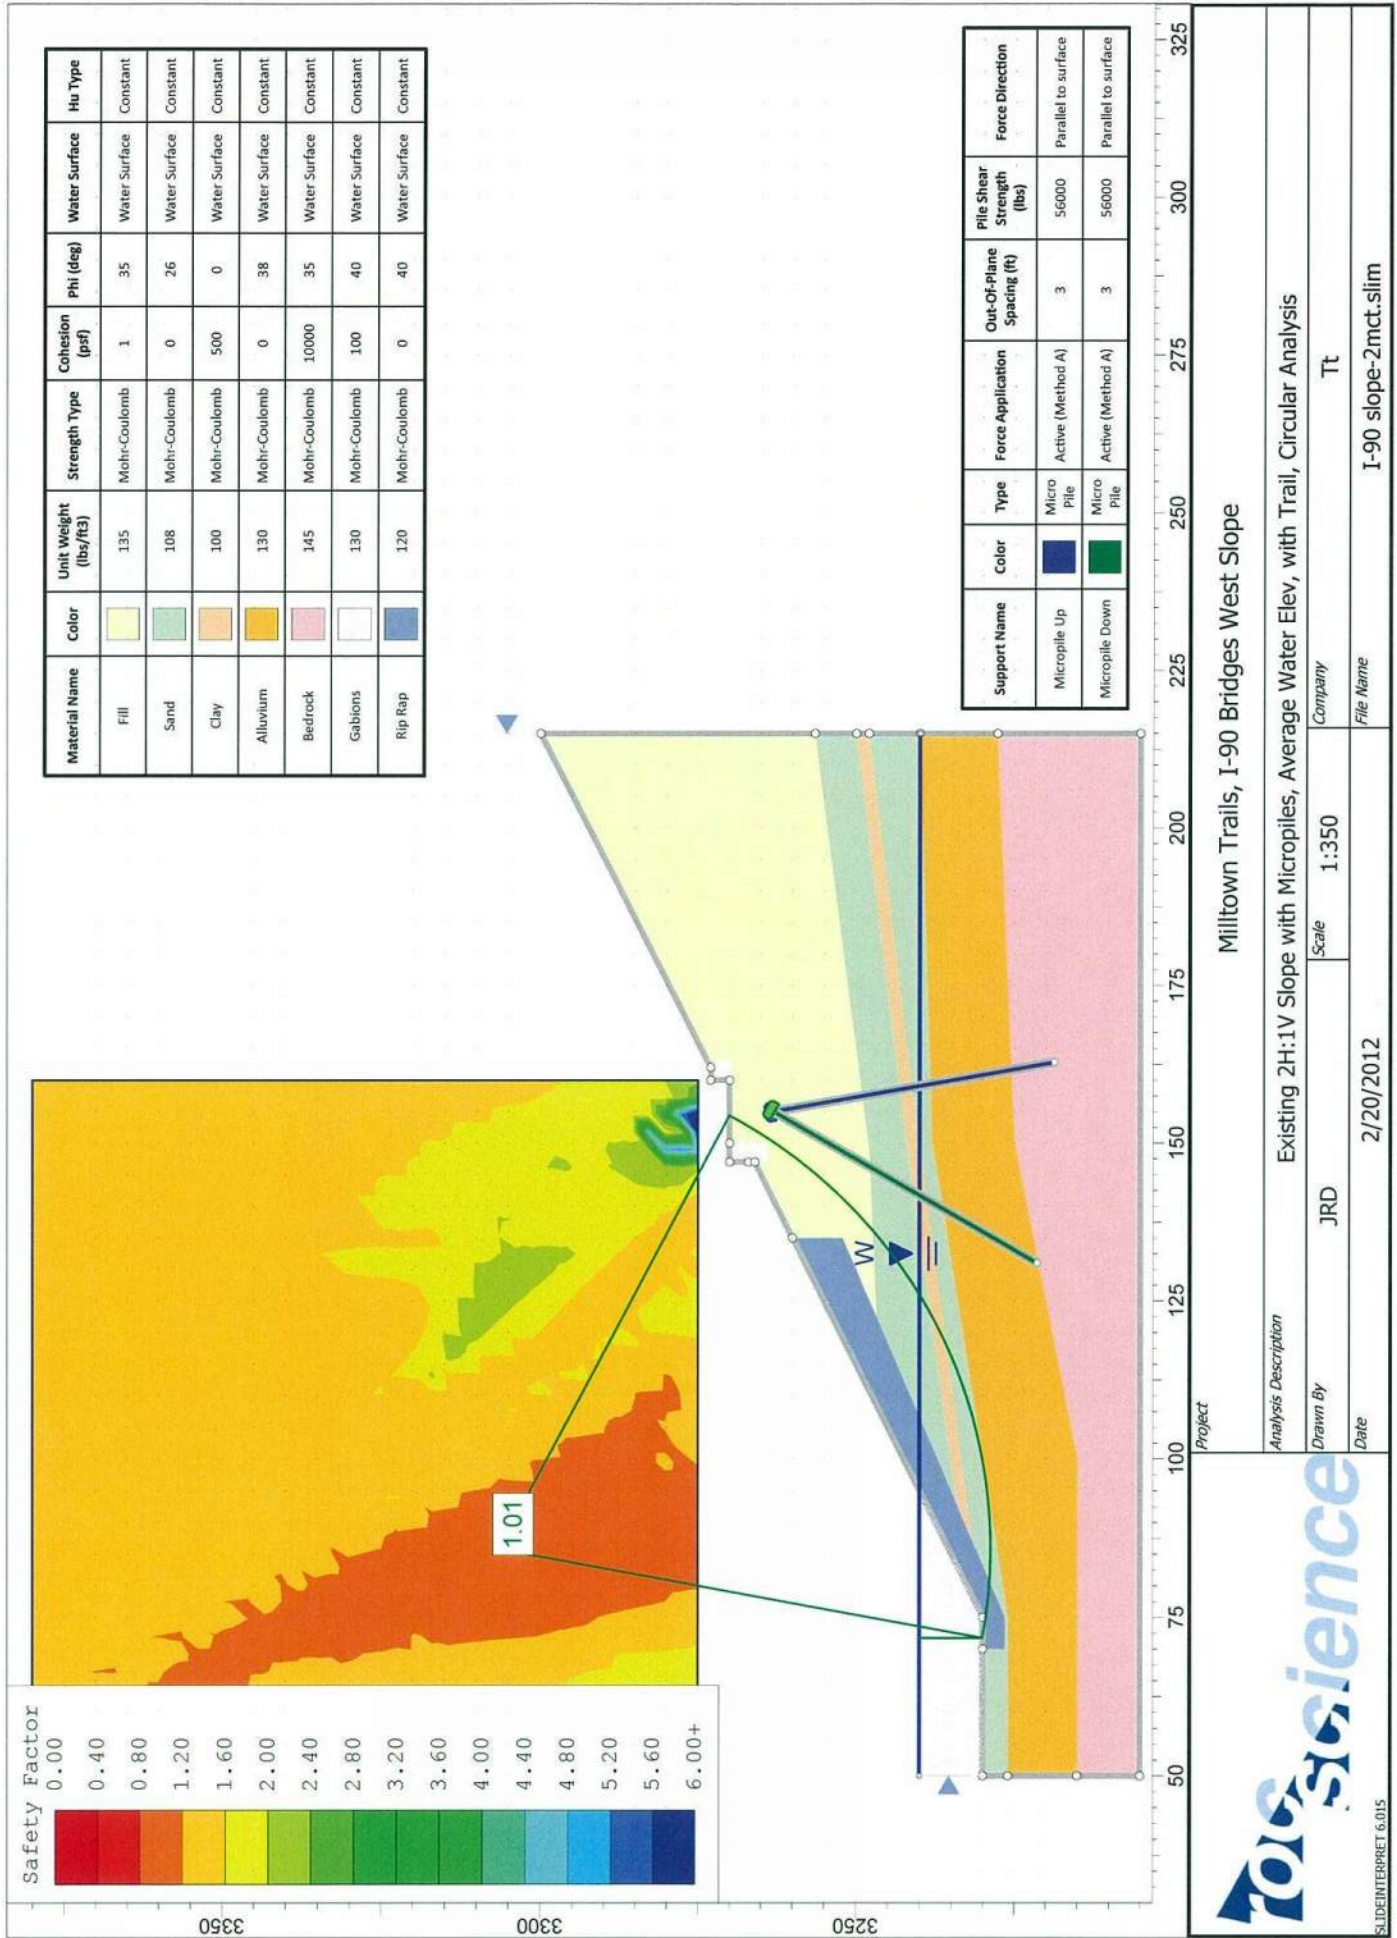 Safety Factor
0.00
0.40
0.80
1.20
1.60
2.00
2.40
2.80
3.20
3.60
4.00
4.40
4.80
5.20
5.60
6.00+
Material Name Color Unit Weight (lbs/ft3) Strength Type Cohesion (psf) Phi (deg) Water Surface Hu Type
Fill 135 Mohr-Coulomb 1 35 Water Surface Constant
Sand 108 Mohr-Coulomb 0 26 Water Surface Constant
Clay 100 Mohr-Coulomb 500 0 Water Surface Constant
Alluvium 130 Mohr-Coulomb 0 38 Water Surface Constant
Bedrock 145 Mohr-Coulomb 10000 35 Water Surface Constant
Gabions 130 Mohr-Coulomb 100 40 Water Surface Constant
Rip Rap 120 Mohr-Coulomb 0 40 Water Surface Constant
1.01
W
3350
3300
3250
Support Name Color Type Force Application Out-Of-Plane Spacing (ft) Pile Shear Strength (lbs) Force Direction
Micropile Up Micro Pile Active (Method A) 3 56000 Parallel to surface
Micropile Down Micro Pile Active (Method A) 3 56000 Parallel to surface
50 75 100 125 150 175 200 225 250 275 300 325
rocscience
SLIDEINTERPRET 6.015
Project
Milltown Trails, I-90 Bridges West Slope
Analysis Description
Existing 2H:1V Slope with Micropiles, Average Water Elev, with Trail, Circular Analysis
Drawn By JRD Scale 1:350 Company Tt
Date 2/20/2012 File Name I-90 slope-2mct.slim